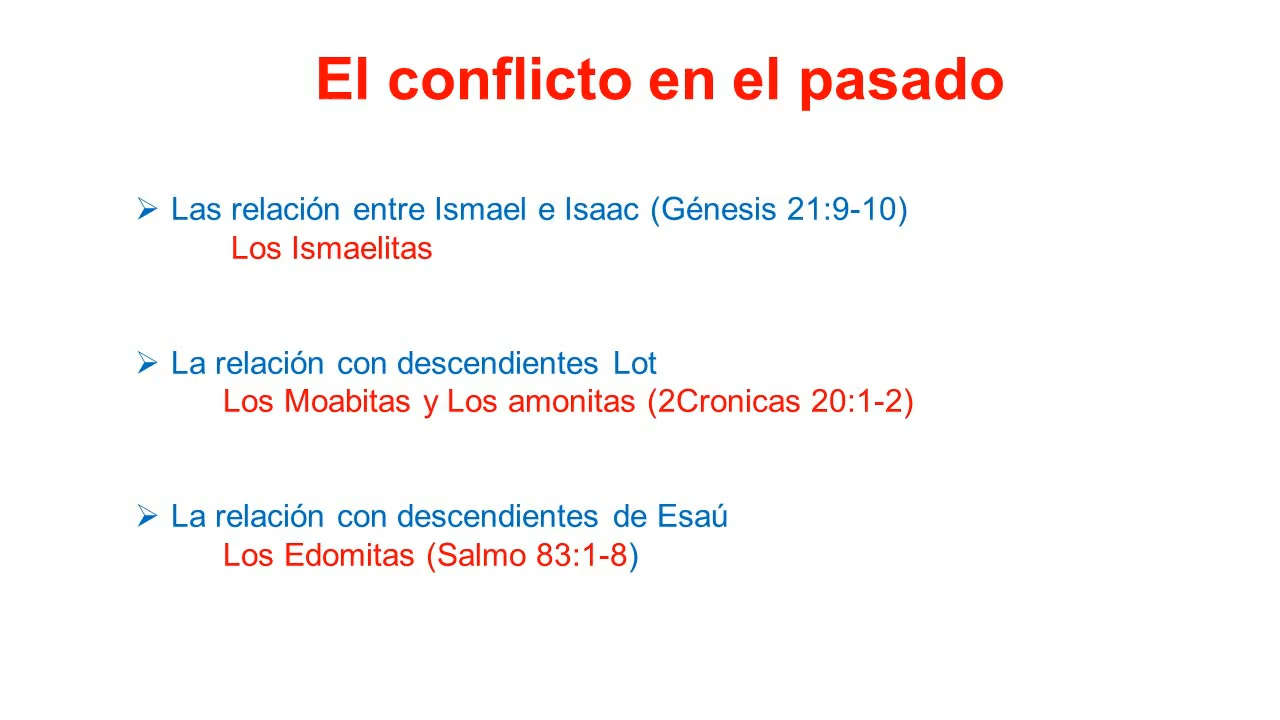 El conflicto en el pasado
Las relación entre Ismael e Isaac (Génesis 21:9-10)
Los Ismaelitas
La relación con descendientes Lot
Los Moabitas y Los amonitas (2Cronicas 20:1-2)
La relación con descendientes de Esaú
Los Edomitas (Salmo 83:1-8)